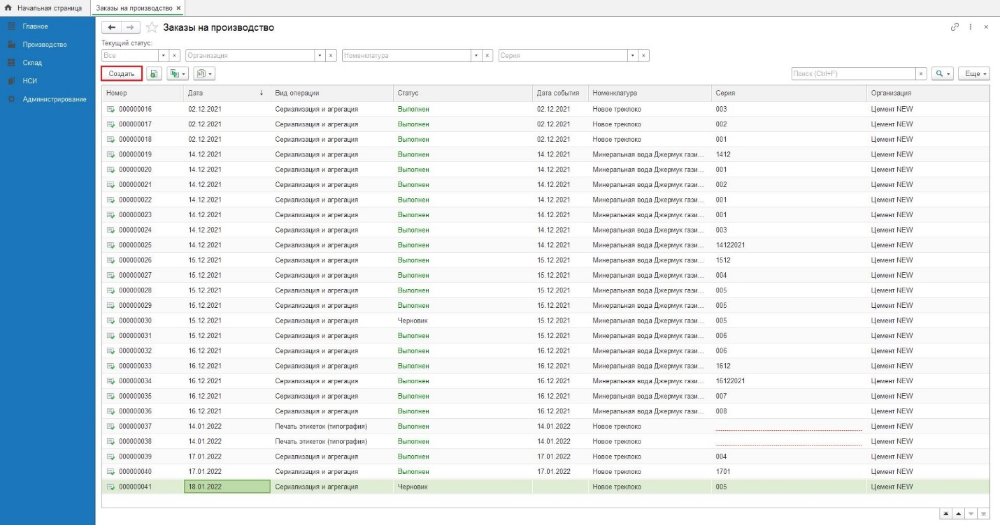 Начальная страница Заказы на производство ×
Главное
Производство
Склад
НСИ
Администрирование
Заказы на производство
Текущий статус:
Все Организация Номенклатура Серия
Создать Поиск (Ctrl+F) Еще
Номер Дата Вид операции Статус Дата события Номенклатура Серия Организация
000000016 02.12.2021 Сериализация и агрегация Выполнен 02.12.2021 Новое треклоко 003 Цемент NEW
000000017 02.12.2021 Сериализация и агрегация Выполнен 02.12.2021 Новое треклоко 002 Цемент NEW
000000018 02.12.2021 Сериализация и агрегация Выполнен 02.12.2021 Новое треклоко 001 Цемент NEW
000000019 14.12.2021 Сериализация и агрегация Выполнен 14.12.2021 Минеральная вода Джермук гази... 1412 Цемент NEW
000000020 14.12.2021 Сериализация и агрегация Выполнен 14.12.2021 Минеральная вода Джермук гази... 001 Цемент NEW
000000021 14.12.2021 Сериализация и агрегация Выполнен 14.12.2021 Минеральная вода Джермук гази... 002 Цемент NEW
000000022 14.12.2021 Сериализация и агрегация Выполнен 14.12.2021 Минеральная вода Джермук гази... 001 Цемент NEW
000000023 14.12.2021 Сериализация и агрегация Выполнен 14.12.2021 Минеральная вода Джермук гази... 001 Цемент NEW
000000024 14.12.2021 Сериализация и агрегация Выполнен 14.12.2021 Минеральная вода Джермук гази... 003 Цемент NEW
000000025 14.12.2021 Сериализация и агрегация Выполнен 14.12.2021 Минеральная вода Джермук гази... 14122021 Цемент NEW
000000026 15.12.2021 Сериализация и агрегация Выполнен 15.12.2021 Минеральная вода Джермук гази... 1512 Цемент NEW
000000027 15.12.2021 Сериализация и агрегация Выполнен 15.12.2021 Минеральная вода Джермук гази... 004 Цемент NEW
000000028 15.12.2021 Сериализация и агрегация Выполнен 15.12.2021 Минеральная вода Джермук гази... 005 Цемент NEW
000000029 15.12.2021 Сериализация и агрегация Выполнен 15.12.2021 Минеральная вода Джермук гази... 005 Цемент NEW
000000030 15.12.2021 Сериализация и агрегация Черновик 15.12.2021 Минеральная вода Джермук гази... 005 Цемент NEW
000000031 15.12.2021 Сериализация и агрегация Выполнен 15.12.2021 Минеральная вода Джермук гази... 006 Цемент NEW
000000032 16.12.2021 Сериализация и агрегация Выполнен 16.12.2021 Минеральная вода Джермук гази... 006 Цемент NEW
000000033 16.12.2021 Сериализация и агрегация Выполнен 16.12.2021 Минеральная вода Джермук гази... 1612 Цемент NEW
000000034 16.12.2021 Сериализация и агрегация Выполнен 16.12.2021 Минеральная вода Джермук гази... 16122021 Цемент NEW
000000035 16.12.2021 Сериализация и агрегация Выполнен 16.12.2021 Минеральная вода Джермук гази... 007 Цемент NEW
000000036 16.12.2021 Сериализация и агрегация Выполнен 16.12.2021 Минеральная вода Джермук гази... 008 Цемент NEW
000000037 14.01.2022 Печать этикеток (типография) Выполнен 14.01.2022 Новое треклоко Цемент NEW
000000038 14.01.2022 Печать этикеток (типография) Выполнен 14.01.2022 Новое треклоко Цемент NEW
000000039 17.01.2022 Сериализация и агрегация Выполнен 17.01.2022 Новое треклоко 004 Цемент NEW
000000040 17.01.2022 Сериализация и агрегация Выполнен 17.01.2022 Новое треклоко 1701 Цемент NEW
000000041 18.01.2022 Сериализация и агрегация Черновик Новое треклоко 005 Цемент NEW